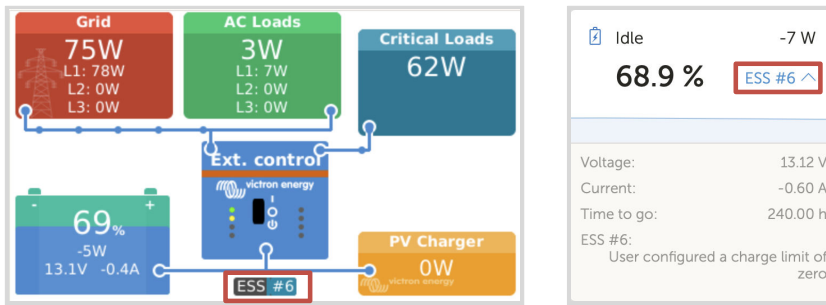 Grid
75W
L1: 78W
L2: 0W
L3: 0W
AC Loads
3W
L1: 7W
L2: 0W
L3: 0W
Critical Loads
62W
Ext. control
victron energy
- +
69%
-5W
13.1V -0.4A
PV Charger
0W
victron energy
ESS #6
Idle -7 W
68.9 % ESS #6
Voltage: 13.12 V
Current: -0.60 A
Time to go: 240.00 h
ESS #6:
User configured a charge limit of
zero